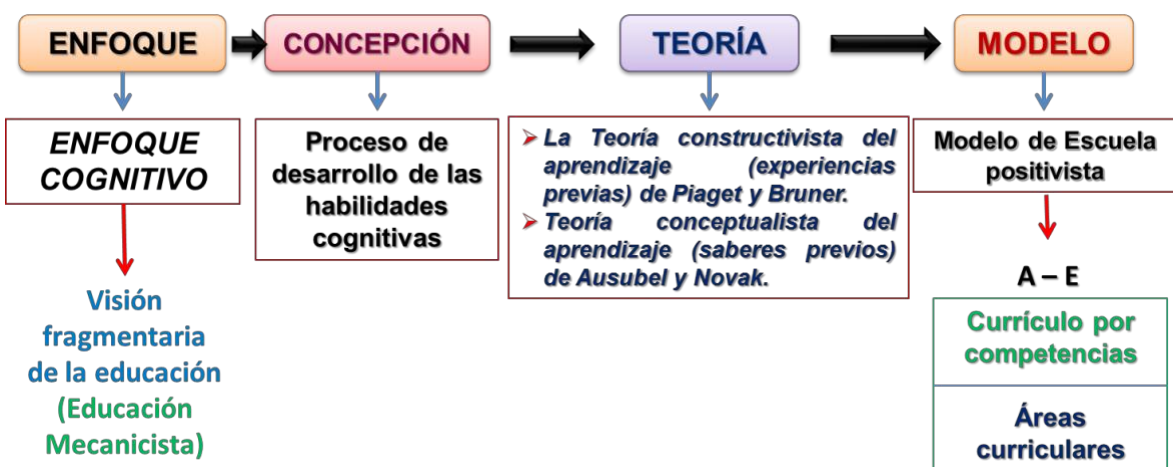 ENFOQUE
CONCEPCIÓN
TEORÍA
MODELO
ENFOQUE
COGNITIVO
Proceso de
desarrollo de las
habilidades
cognitivas
➢ La Teoría constructivista del
aprendizaje (experiencias
previas) de Piaget y Bruner.
➢ Teoría conceptualista del
aprendizaje (saberes previos)
de Ausubel y Novak.
Modelo de Escuela
positivista
Visión
fragmentaria
de la educación
(Educación
Mecanicista)
A – E
Currículo por
competencias
Áreas
curriculares